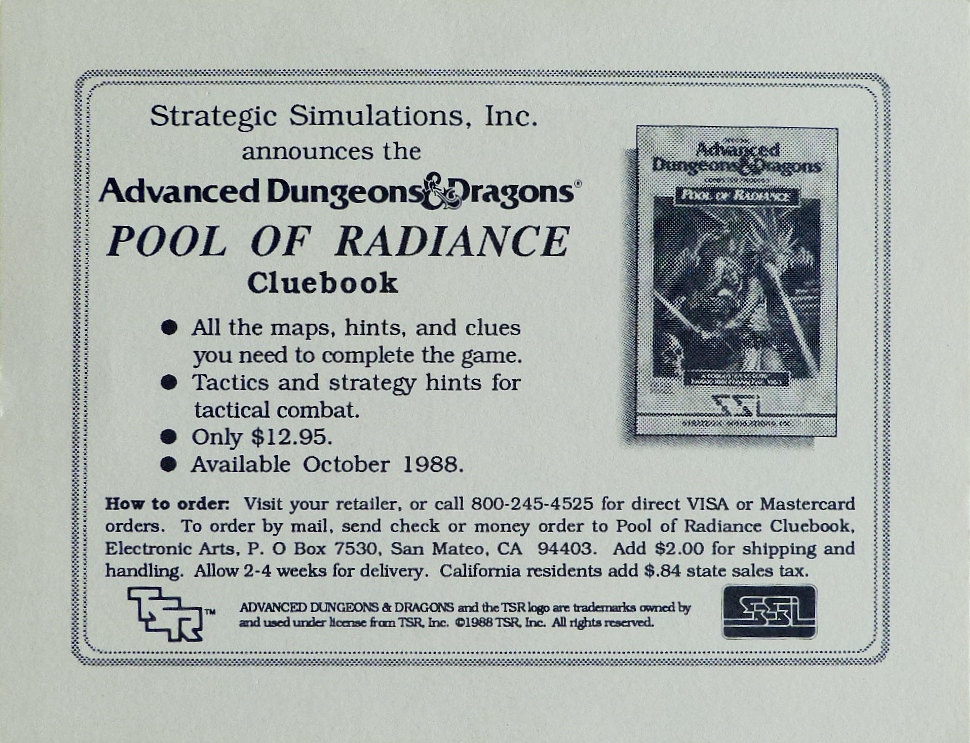 Strategic Simulations, Inc.
announces the
Advanced Dungeons & Dragons®
POOL OF RADIANCE
Cluebook
● All the maps, hints, and clues
you need to complete the game.
● Tactics and strategy hints for
tactical combat.
● Only $12.95.
● Available October 1988.
Advanced
Dungeons & Dragons
POOL OF RADIANCE
SSI
STRATEGIC SIMULATIONS, INC.
How to order: Visit your retailer, or call 800-245-4525 for direct VISA or Mastercard
orders. To order by mail, send check or money order to Pool of Radiance Cluebook,
Electronic Arts, P. O Box 7530, San Mateo, CA 94403. Add $2.00 for shipping and
handling. Allow 2-4 weeks for delivery. California residents add $.84 state sales tax.
TSR™
ADVANCED DUNGEONS & DRAGONS and the TSR logo are trademarks owned by
and used under license from TSR, Inc. ©1988 TSR, Inc. All rights reserved.
SSI